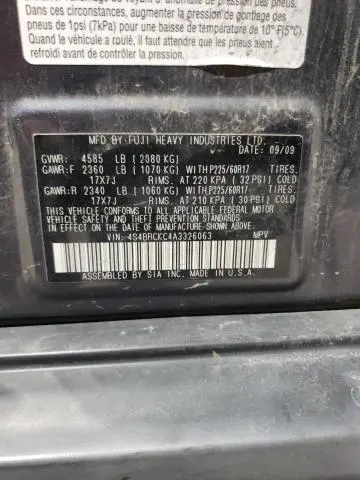 Dans ces circonstances, augmenter la pression de gonflage des
pneus de 1psi (7kPa) pour une baisse de température de 10° F(5°C).
Quand le véhicule a roulé, il faut attendre que les pneus aient
refroidi avant de contrôler la pression.
MFD BY FUJI HEAVY INDUSTRIES LTD.
DATE: 09/09
GVWR: 4585 LB ( 2080 KG)
GAWR:F 2360 LB ( 1070 KG) WITH P225/60R17 TIRES.
17X7J RIMS. AT 220 KPA ( 32 PSI) COLD
GAWR:R 2340 LB ( 1060 KG) WITH P225/60R17 TIRES.
17X7J RIMS. AT 210 KPA ( 30 PSI) COLD
THIS VEHICLE CONFORMS TO ALL APPLICABLE FEDERAL MOTOR
VEHICLE SAFETY STANDARDS IN EFFECT ON THE DATE OF
MANUFACTURE SHOWN ABOVE.
VIN: 4S4BRCKC4A3326063 MPV
ASSEMBLED BY SIA INC. MADE IN U.S.A.